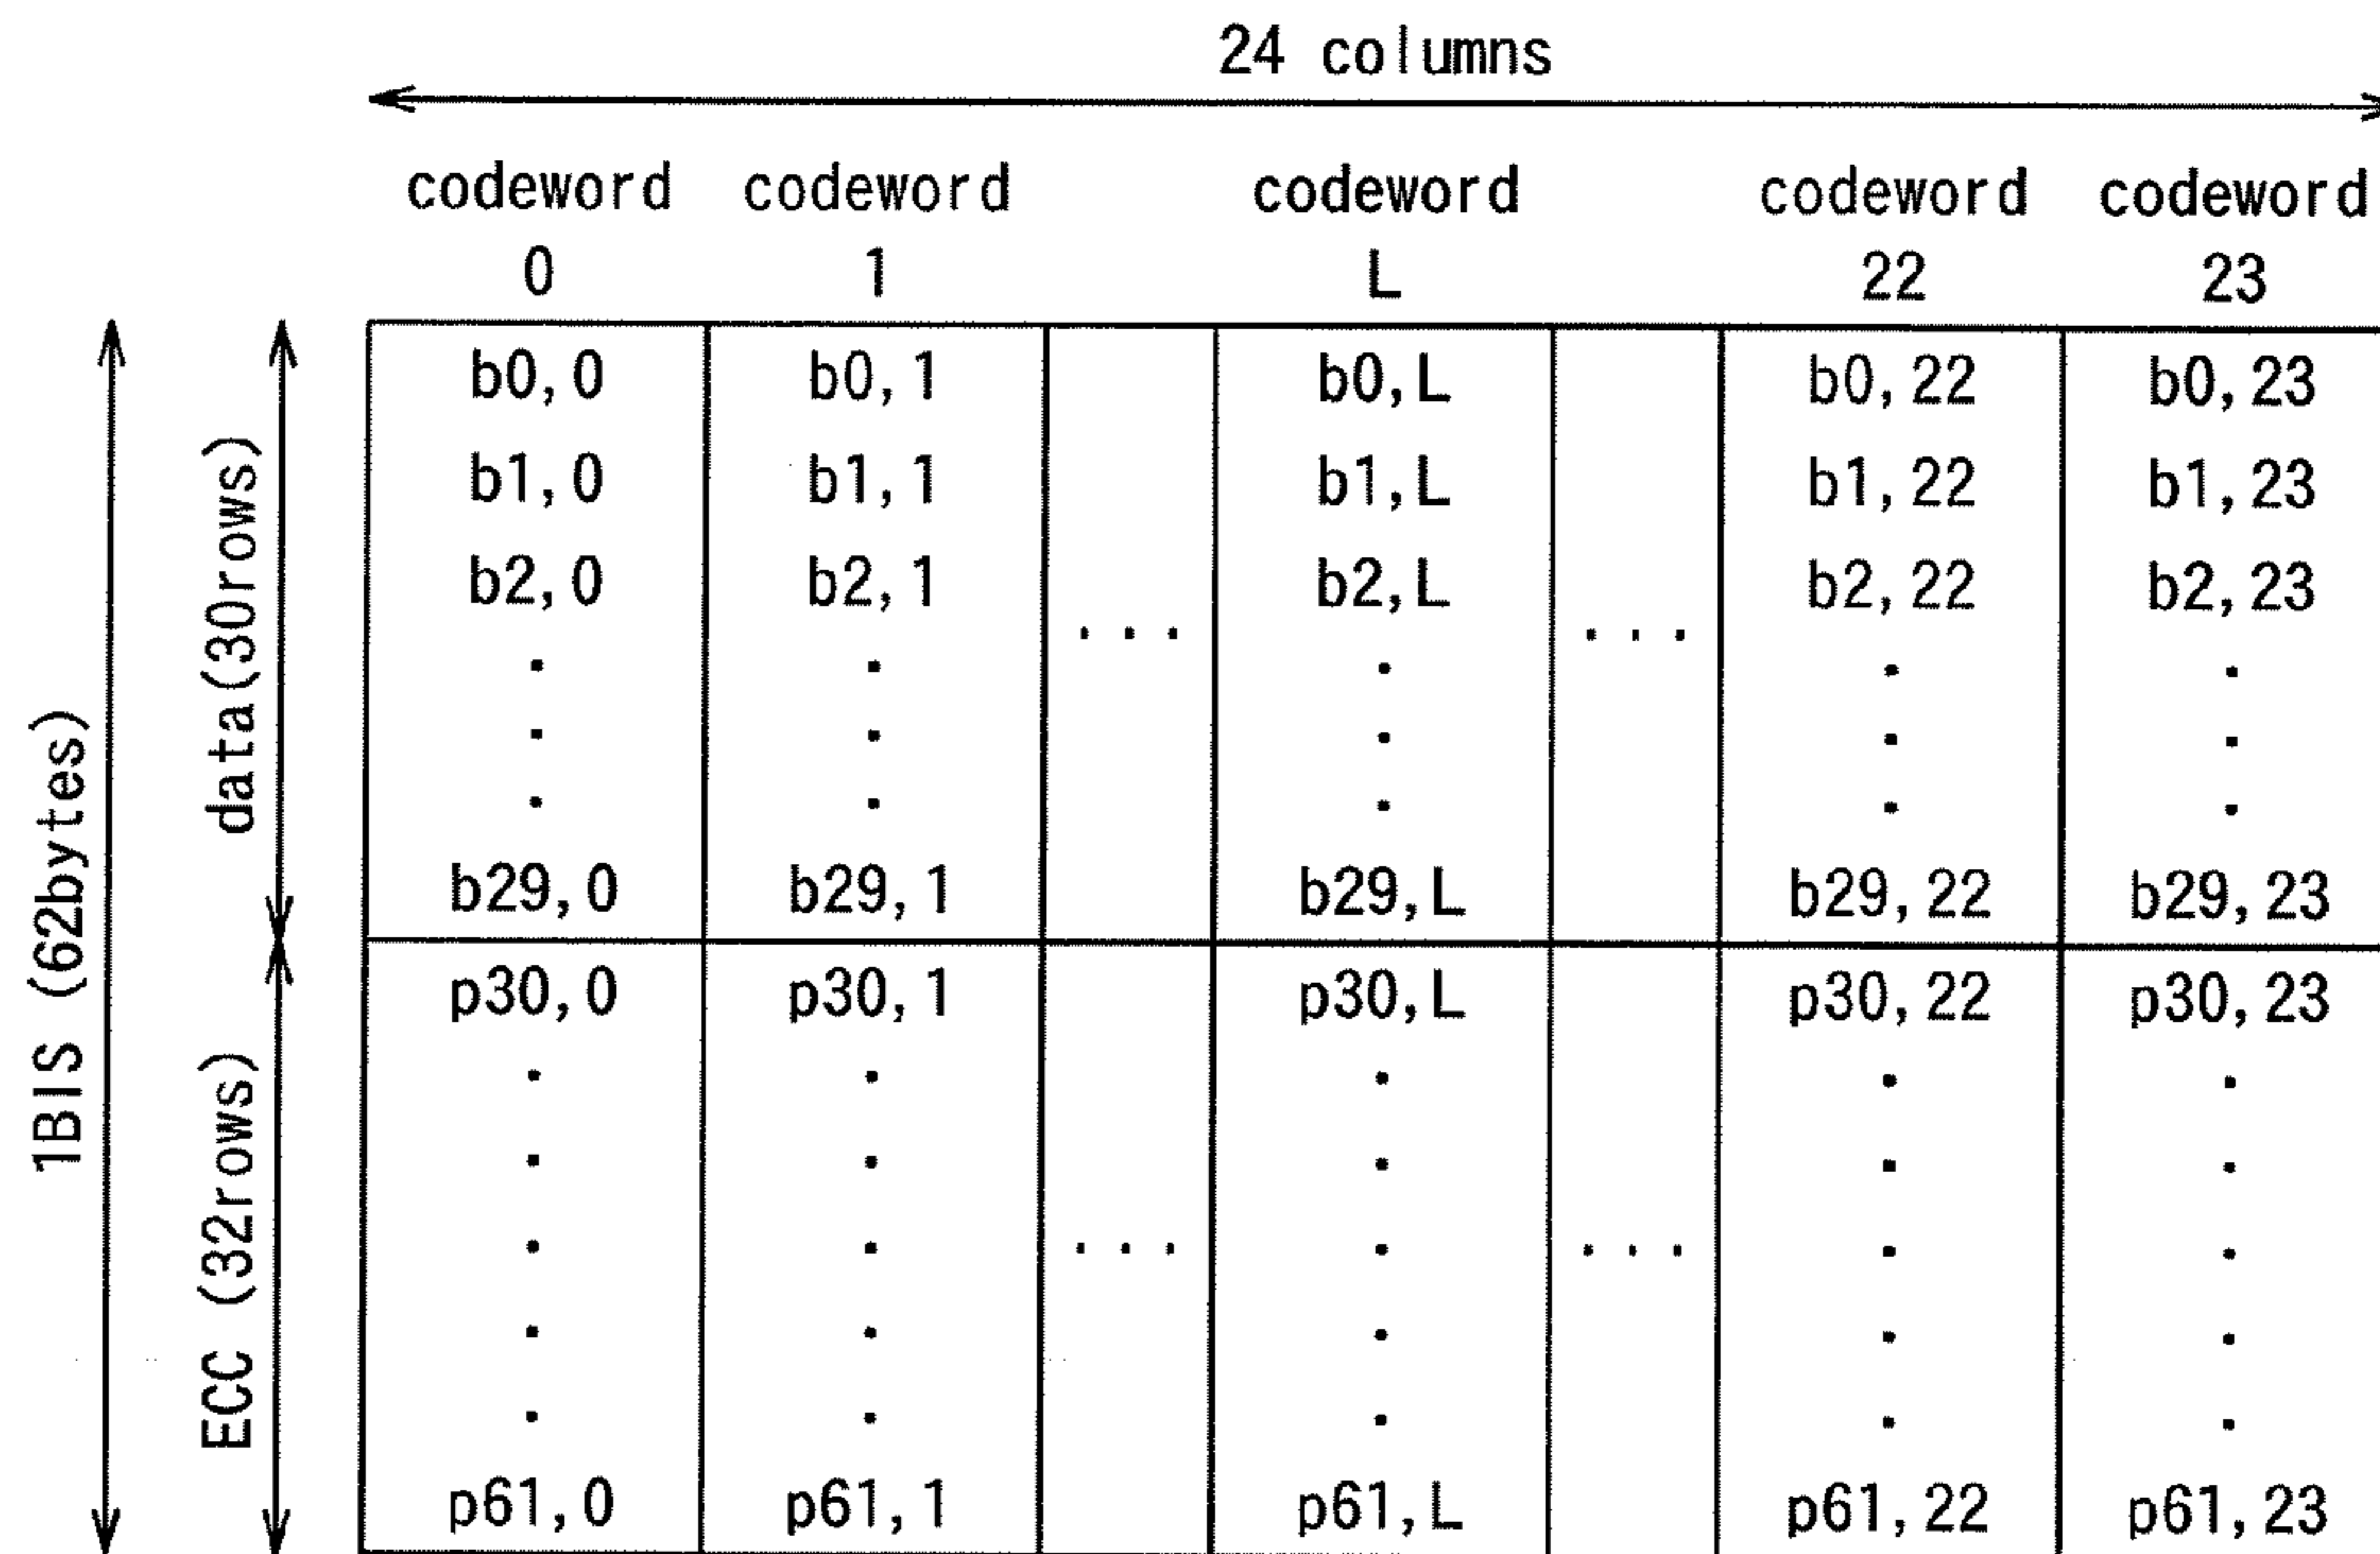 24 columns
codeword codeword codeword codeword codeword
0 1 L 22 23
b0,0 b0,1 b0,L b0,22 b0,23
b1,0 b1,1 b1,L b1,22 b1,23
b2,0 b2,1 b2,L b2,22 b2,23
... ...
b29,0 b29,1 b29,L b29,22 b29,23
p30,0 p30,1 p30,L p30,22 p30,23
... ...
p61,0 p61,1 p61,L p61,22 p61,23
1BIS (62bytes)
data(30rows)
ECC (32rows)